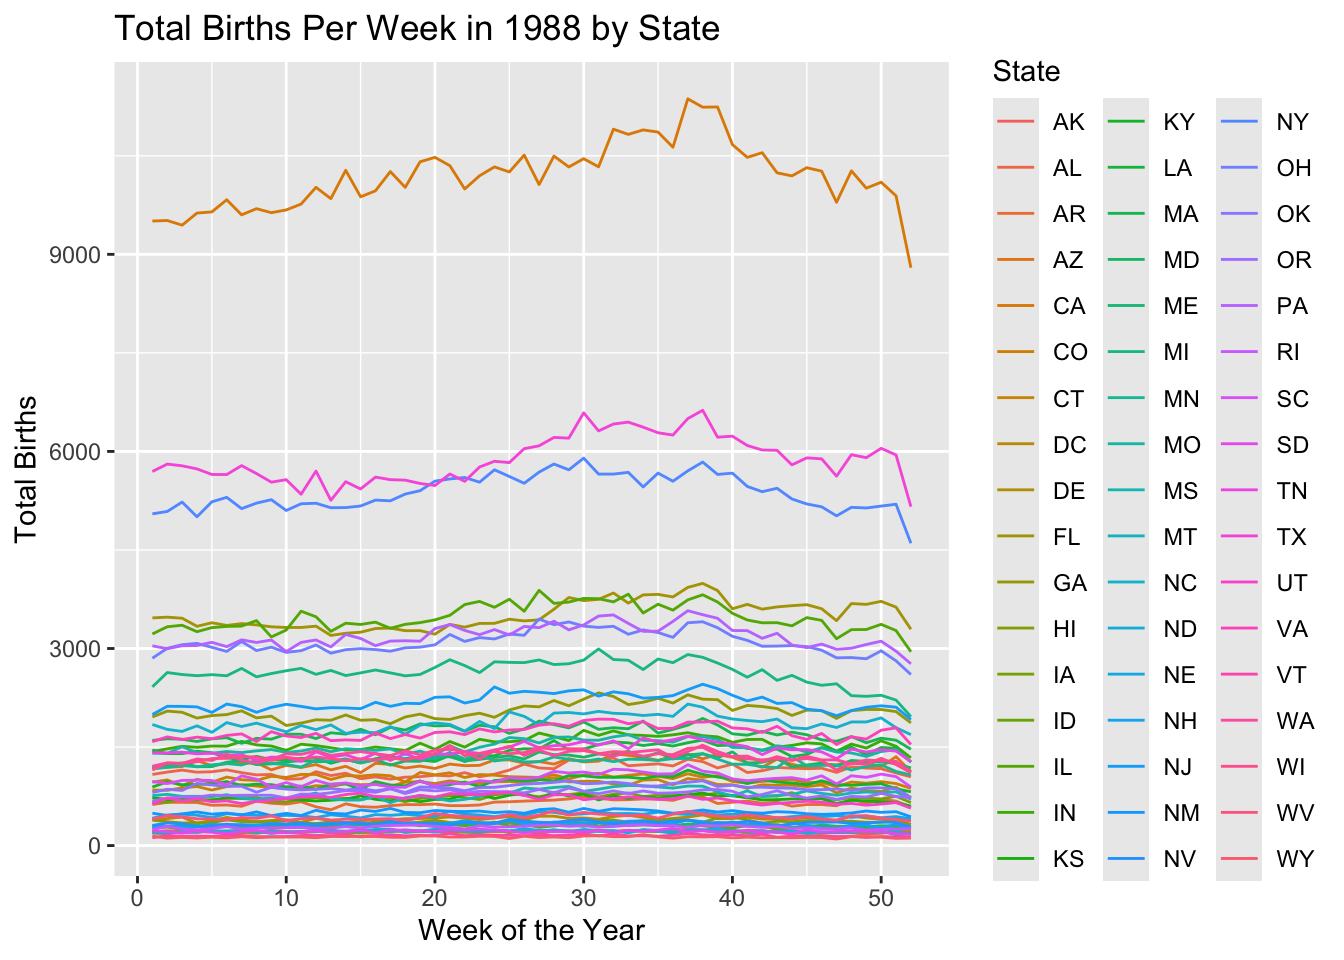 Total Births Per Week in 1988 by State
Total Births
9000
6000
3000
0
0 10 20 30 40 50
Week of the Year
State
AK KY NY
AL LA OH
AR MA OK
AZ MD OR
CA ME PA
CO MI RI
CT MN SC
DC MO SD
DE MS TN
FL MT TX
GA NC UT
HI ND VA
IA NE VT
ID NH WA
IL NJ WI
IN NM WV
KS NV WY